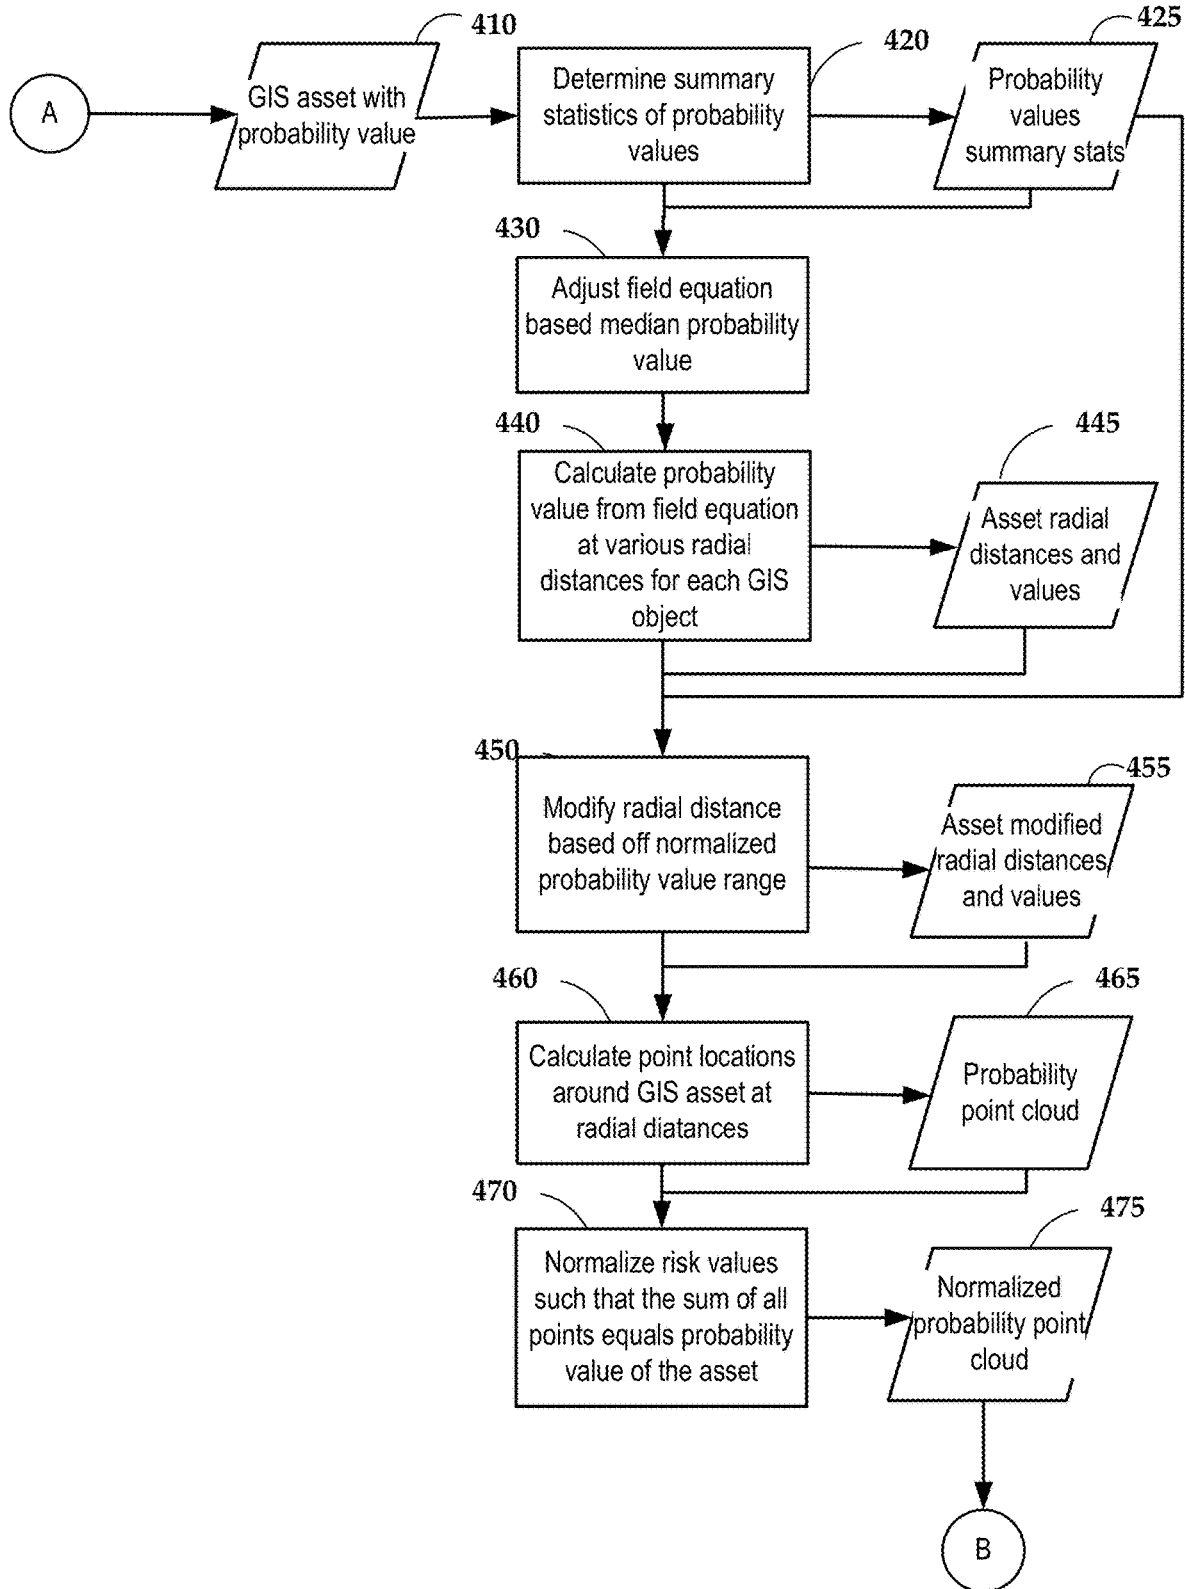 410
425
420
A
GIS asset with
probability value
Determine summary
statistics of probability
values
Probability
values
summary stats
430
Adjust field equation
based median probability
value
440
445
Calculate probability
value from field equation
at various radial
distances for each GIS
object
Asset radial
distances and
values
450
455
Modify radial distance
based off normalized
probability value range
Asset modified
radial distances
and values
460
465
Calculate point locations
around GIS asset at
radial diatances
Probability
point cloud
470
475
Normalize risk values
such that the sum of all
points equals probability
value of the asset
Normalized
probability point
cloud
B